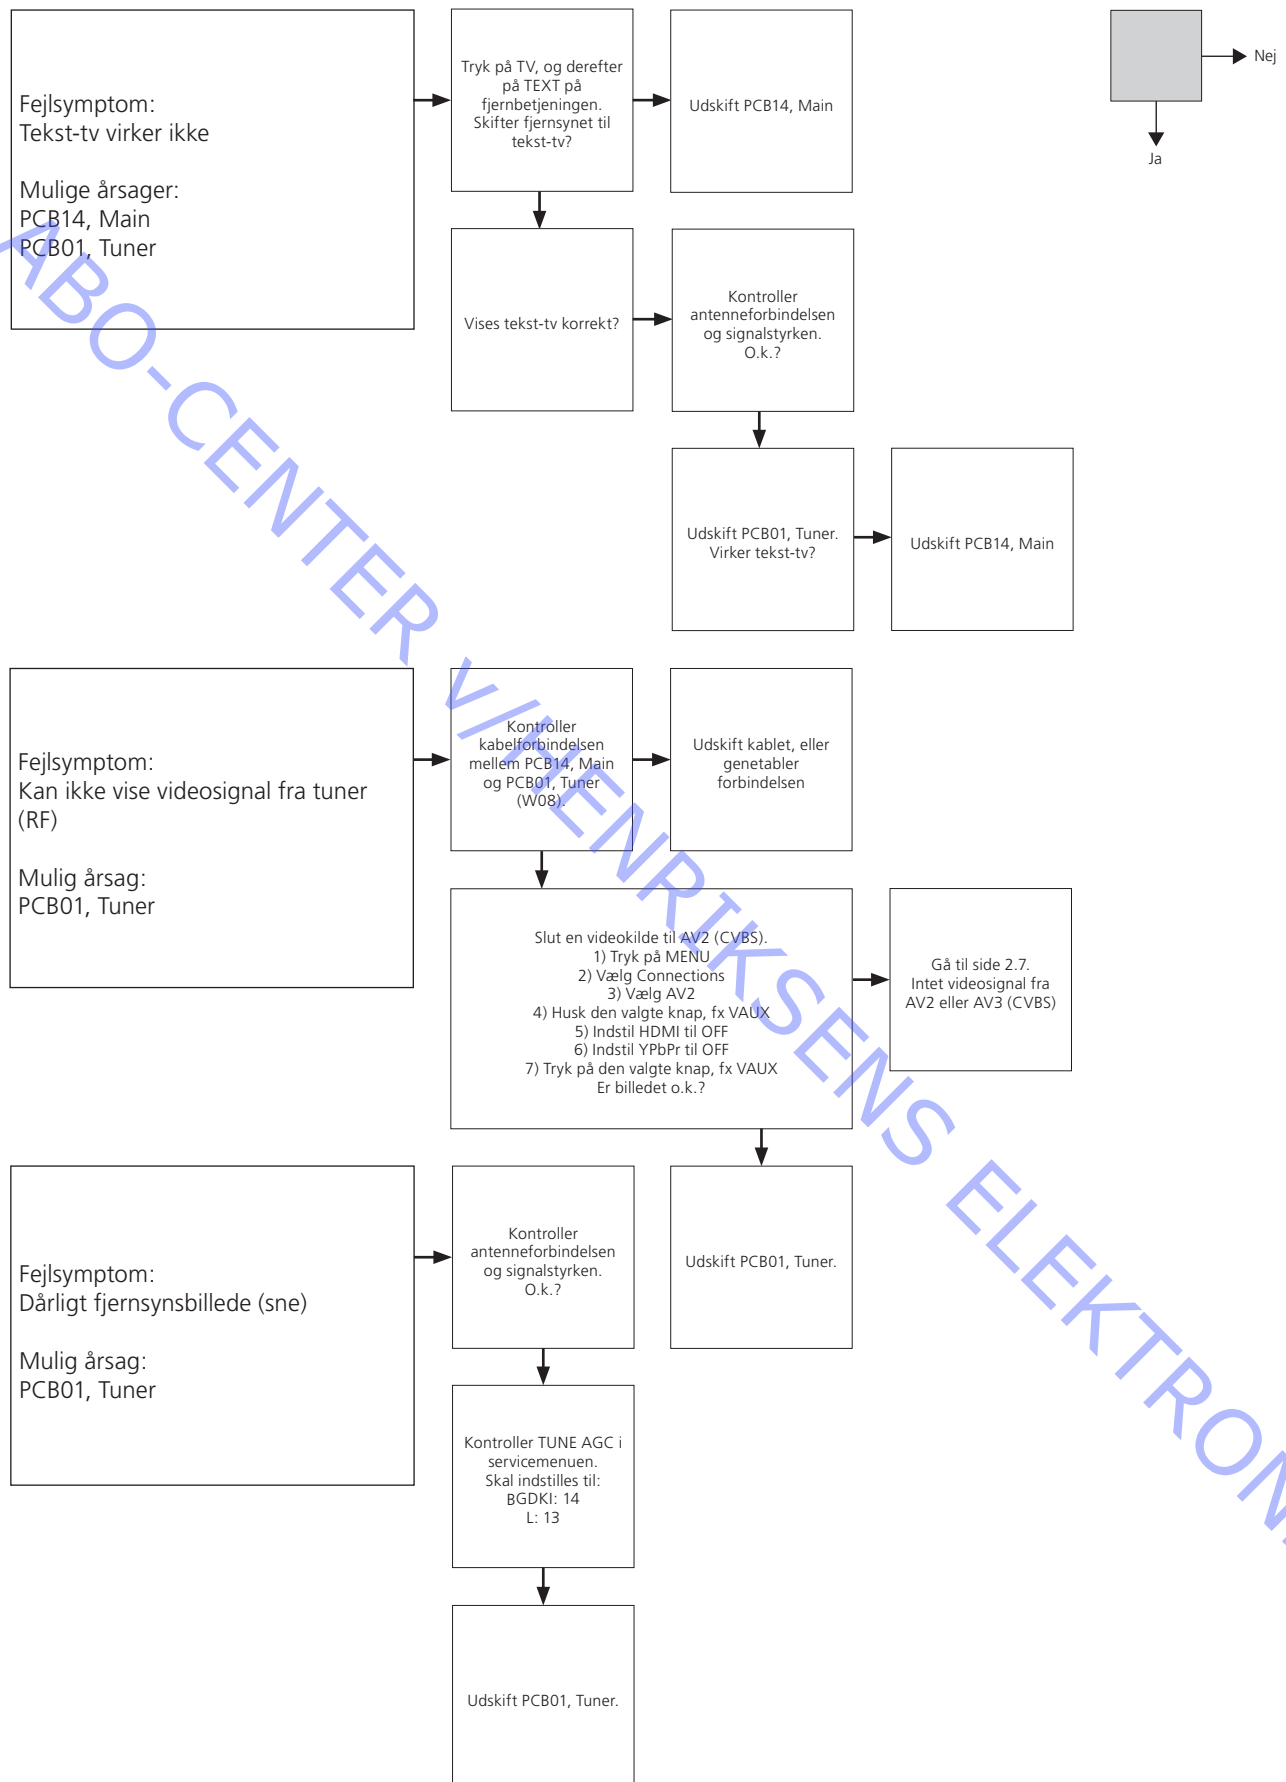 Fejlsymptom:
Tekst-tv virker ikke
Mulige årsager:
PCB14, Main
PCB01, Tuner
Tryk på TV, og derefter
på TEXT på
fjernbetjeningen.
Skifter fjernsynet til
tekst-tv?
Udskift PCB14, Main
Nej
Ja
Vises tekst-tv korrekt?
Kontroller
antenneforbindelsen
og signalstyrken.
O.k.?
Udskift PCB01, Tuner.
Virker tekst-tv?
Udskift PCB14, Main
Fejlsymptom:
Kan ikke vise videosignal fra tuner
(RF)
Mulig årsag:
PCB01, Tuner
Kontroller
kabelforbindelsen
mellem PCB14, Main
og PCB01, Tuner
(W08).
Udskift kablet, eller
genetabler
forbindelsen
Slut en videokilde til AV2 (CVBS).
1) Tryk på MENU
2) Vælg Connections
3) Vælg AV2
4) Husk den valgte knap, fx VAUX
5) Indstil HDMI til OFF
6) Indstil YPbPr til OFF
7) Tryk på den valgte knap, fx VAUX
Er billedet o.k.?
Gå til side 2.7.
Intet videosignal fra
AV2 eller AV3 (CVBS)
Udskift PCB01, Tuner.
Fejlsymptom:
Dårligt fjernsynsbillede (sne)
Mulig årsag:
PCB01, Tuner
Kontroller
antenneforbindelsen
og signalstyrken.
O.k.?
Kontroller TUNE AGC i
servicemenuen.
Skal indstilles til:
BGDKI: 14
L: 13
Udskift PCB01, Tuner.
ABO-CENTER v/HENRIKSENS ELEKTRON